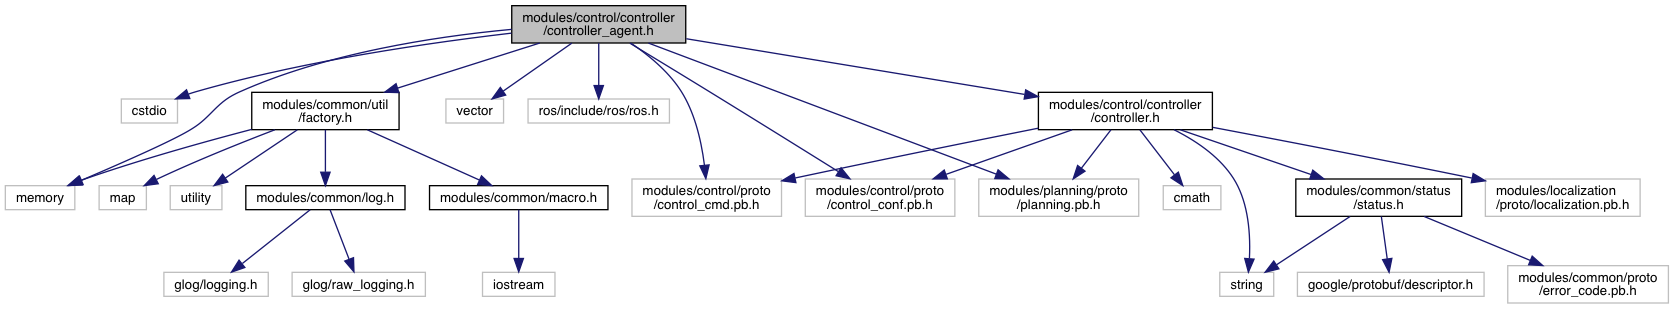 modules/control/controller
/controller_agent.h
cstdio
modules/common/util
/factory.h
vector
ros/include/ros/ros.h
modules/control/controller
/controller.h
memory
map
utility
modules/common/log.h
modules/common/macro.h
modules/control/proto
/control_cmd.pb.h
modules/control/proto
/control_conf.pb.h
modules/planning/proto
/planning.pb.h
cmath
modules/common/status
/status.h
modules/localization
/proto/localization.pb.h
glog/logging.h
glog/raw_logging.h
iostream
string
google/protobuf/descriptor.h
modules/common/proto
/error_code.pb.h